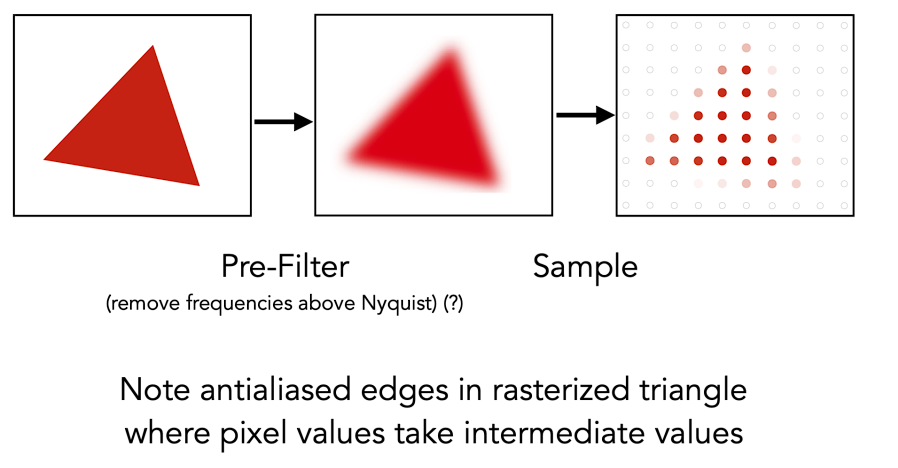 Pre-Filter
Sample
(remove frequencies above Nyquist) (?)
Note antialiased edges in rasterized triangle
where pixel values take intermediate values